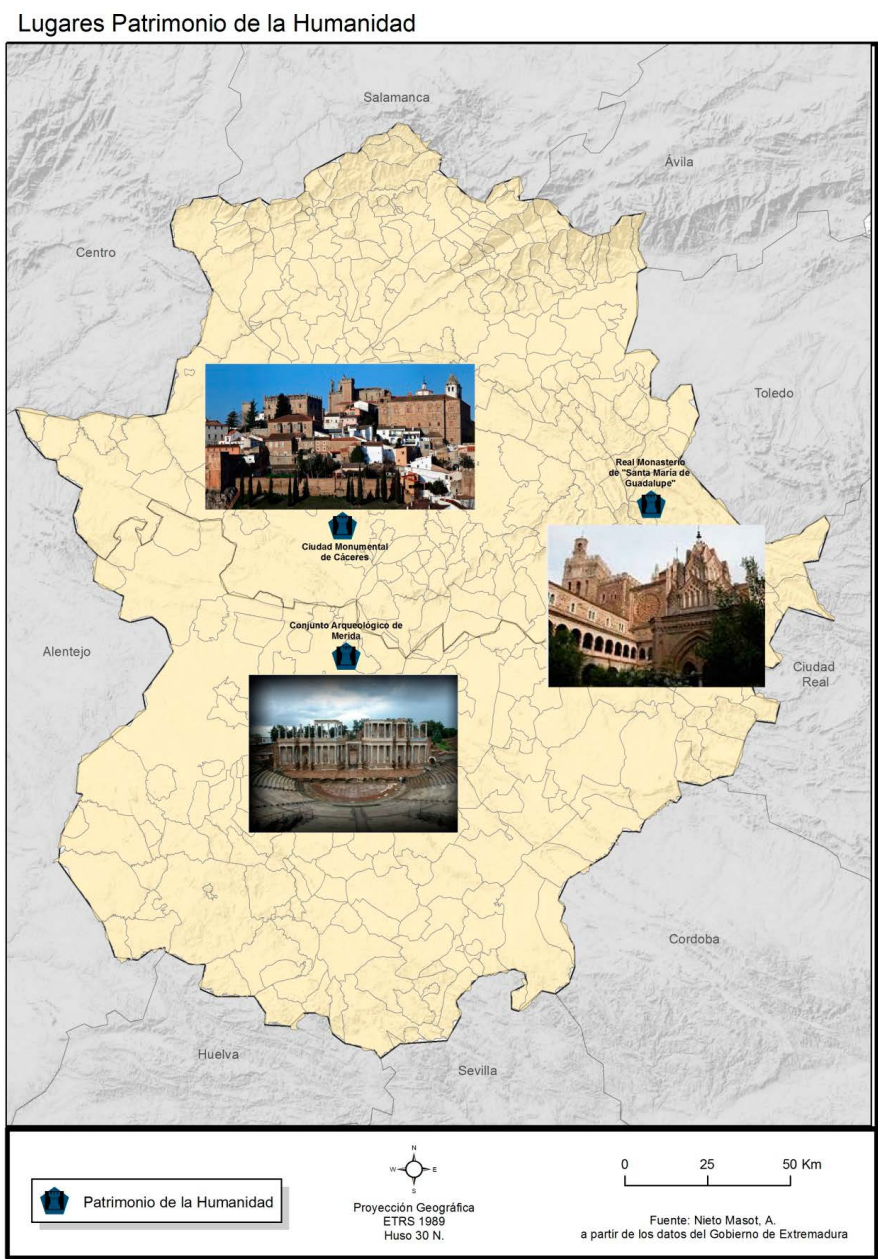 Lugares Patrimonio de la Humanidad
Salamanca
Ávila
Centro
Toledo
Real Monasterio
de "Santa María de
Guadalupe"
Ciudad Monumental
de Cáceres
Conjunto Arqueológico de
Merida
Alentejo
Ciudad
Real
Cordoba
Huelva
Sevilla
Patrimonio de la Humanidad
N
W
E
S
Proyección Geográfica
ETRS 1989
Huso 30 N.
0 25 50 Km
Fuente: Nieto Masot, A.
a partir de los datos del Gobierno de Extremadura